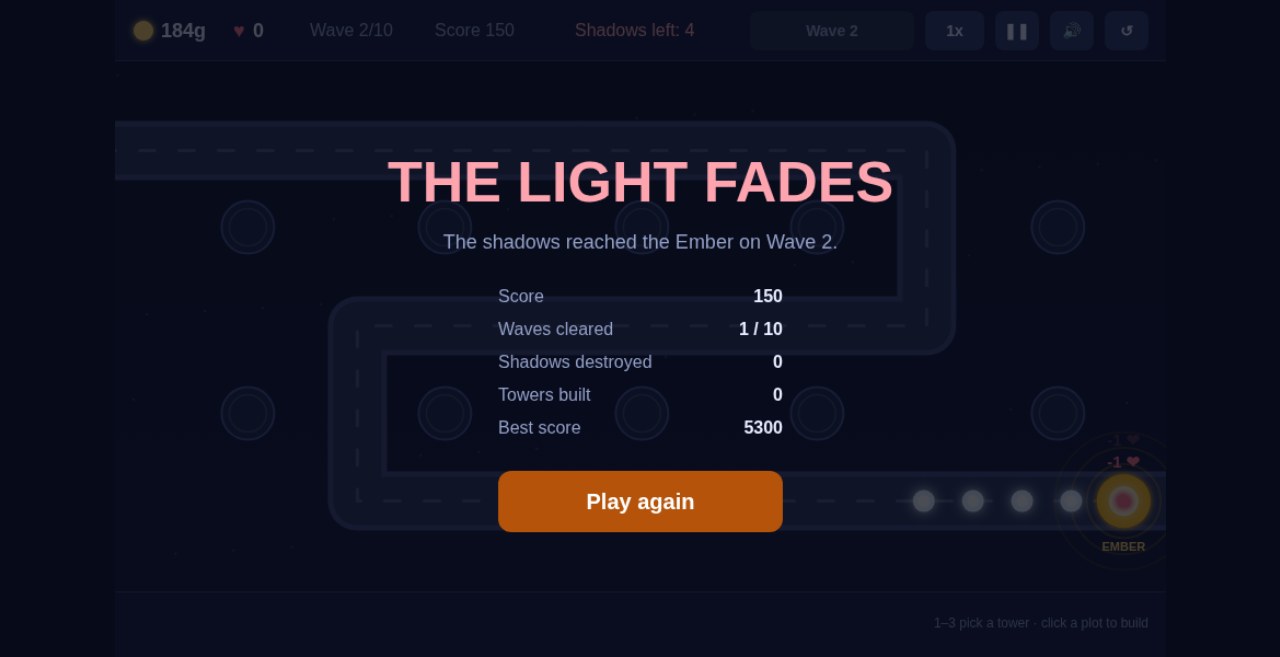 184g ♥ 0 Wave 2/10 Score 150 Shadows left: 4 Wave 2 1x
THE LIGHT FADES
The shadows reached the Ember on Wave 2.
Score 150
Waves cleared 1 / 10
Shadows destroyed 0
Towers built 0
Best score 5300
-1 ❤
-1 ❤
Play again
EMBER
1–3 pick a tower · click a plot to build